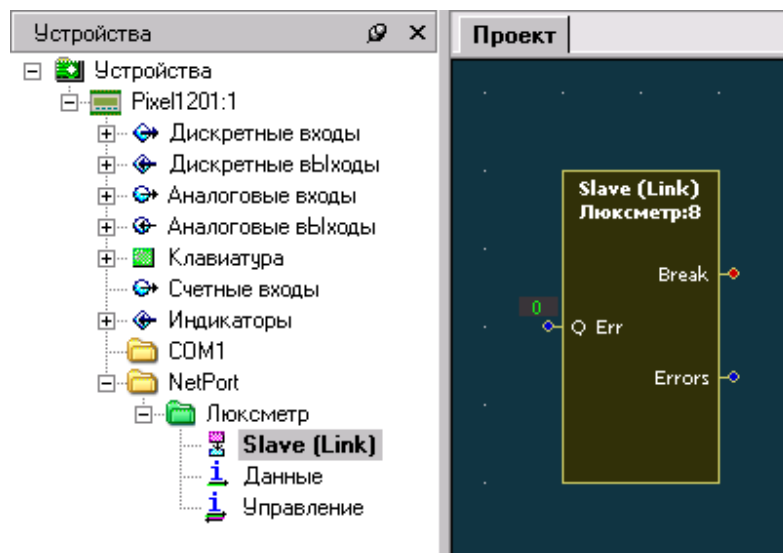 Устройства
Устройства
Pixel1201:1
Дискретные входы
Дискретные вЫходы
Аналоговые входы
Аналоговые вЫходы
Клавиатура
Счетные входы
Индикаторы
COM1
NetPort
Люксметр
Slave (Link)
Данные
Управление
Проект
Slave (Link)
Люксметр:8
Break
0
Q Err
Errors